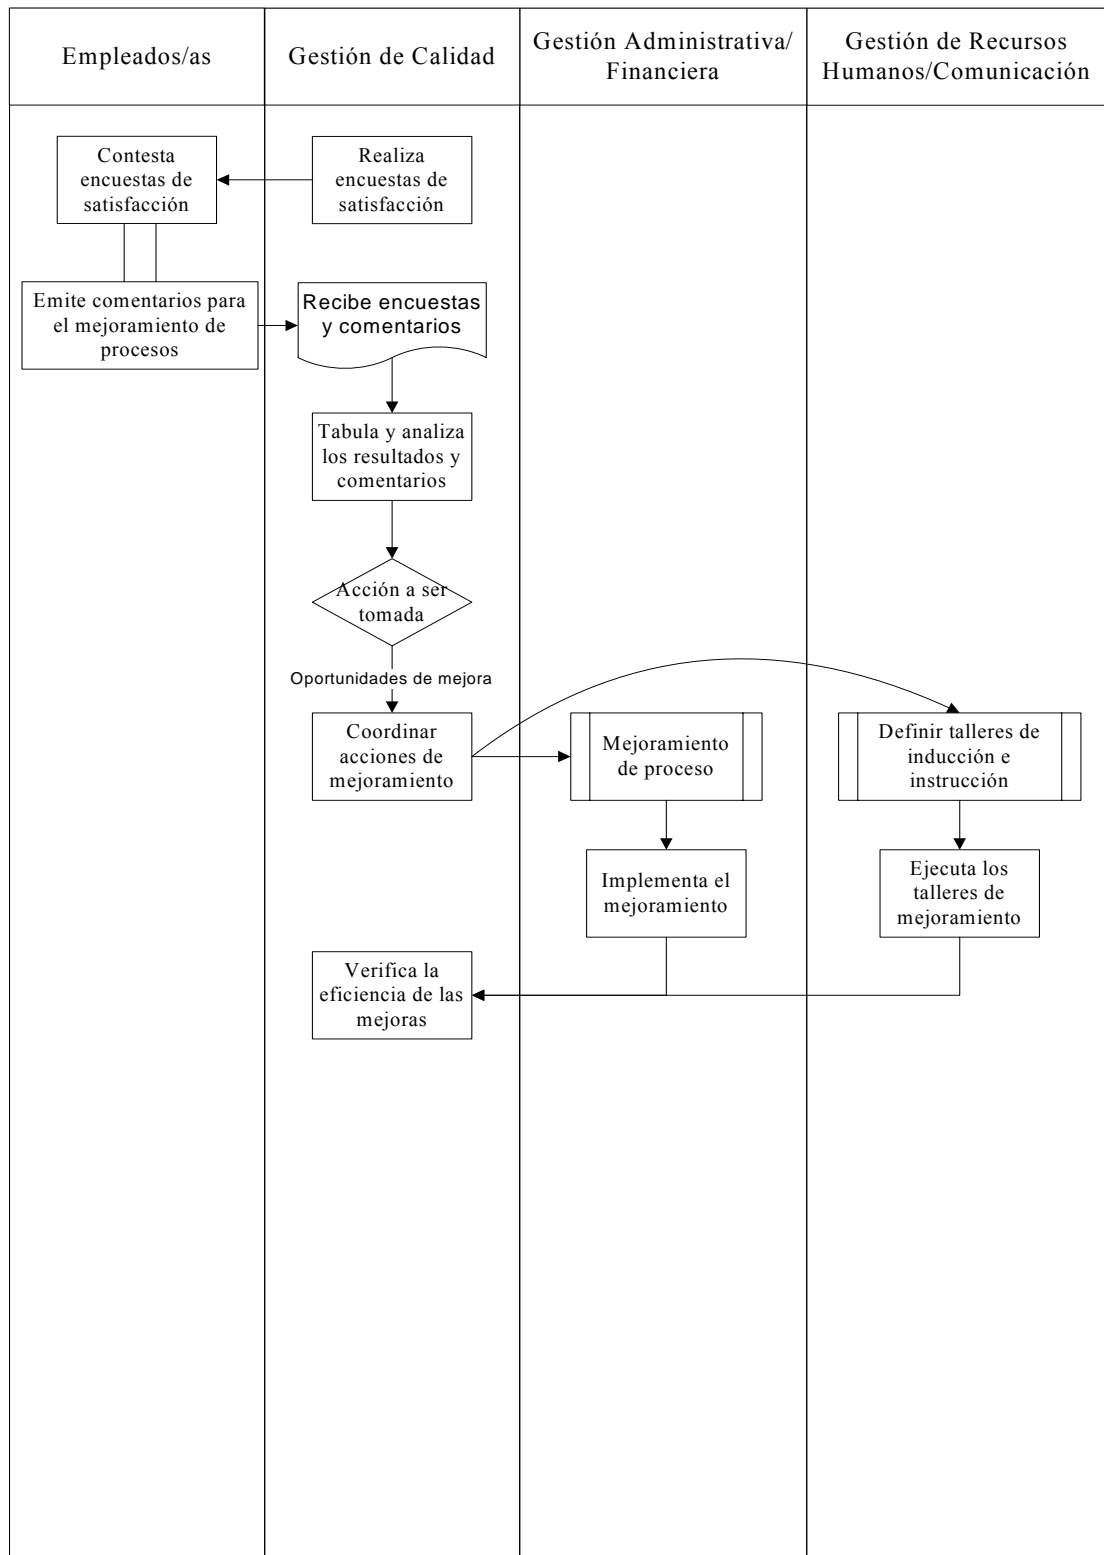 Empleados/as
Gestión de Calidad
Gestión Administrativa/
Financiera
Gestión de Recursos
Humanos/Comunicación
Contesta
encuestas de
satisfacción
Realiza
encuestas de
satisfacción
Emite comentarios para
el mejoramiento de
procesos
Recibe encuestas
y comentarios
Tabula y analiza
los resultados y
comentarios
Acción a ser
tomada
Oportunidades de mejora
Coordinar
acciones de
mejoramiento
Mejoramiento
de proceso
Definir talleres de
inducción e
instrucción
Implementa el
mejoramiento
Ejecuta los
talleres de
mejoramiento
Verifica la
eficiencia de las
mejoras